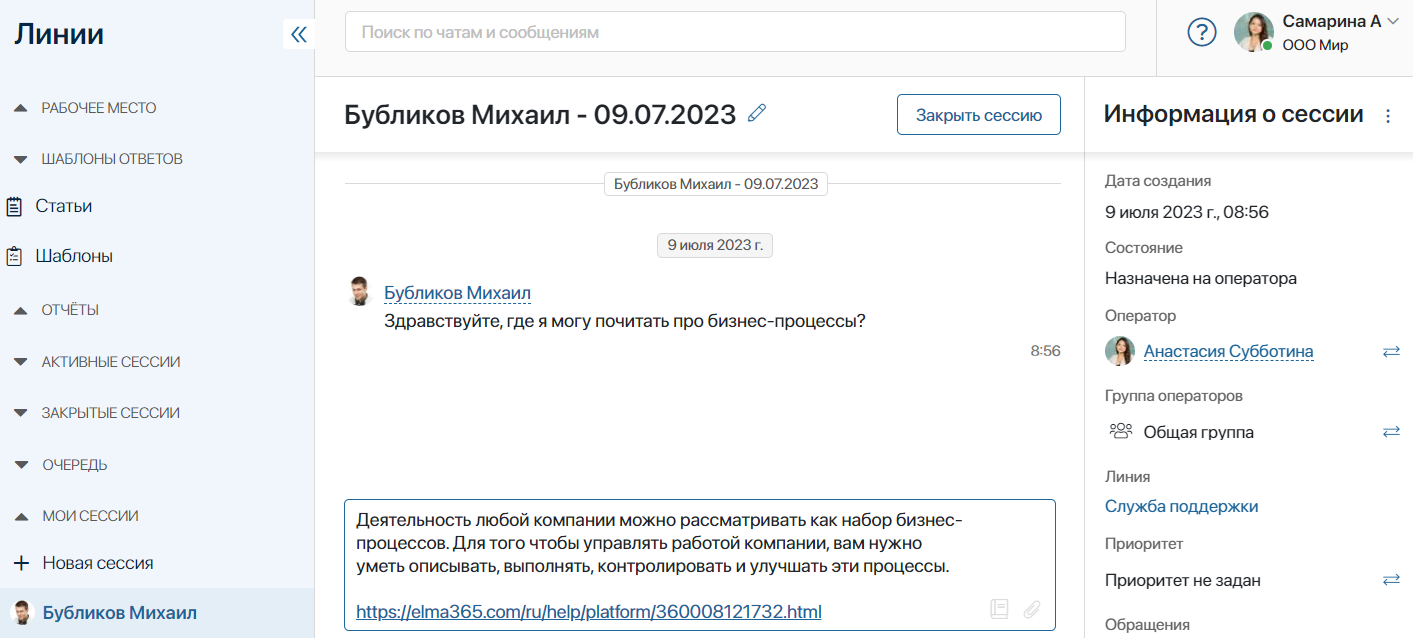 Линии
РАБОЧЕЕ МЕСТО
ШАБЛОНЫ ОТВЕТОВ
Статьи
Шаблоны
ОТЧЁТЫ
АКТИВНЫЕ СЕССИИ
ЗАКРЫТЫЕ СЕССИИ
ОЧЕРЕДЬ
МОИ СЕССИИ
Новая сессия
Бубликов Михаил
Поиск по чатам и сообщениям
?
Самарина А
ООО Мир
Бубликов Михаил - 09.07.2023
Закрыть сессию
Бубликов Михаил - 09.07.2023
9 июля 2023 г.
Бубликов Михаил
Здравствуйте, где я могу почитать про бизнес-процессы?
8:56
Деятельность любой компании можно рассматривать как набор бизнес-
процессов. Для того чтобы управлять работой компании, вам нужно
уметь описывать, выполнять, контролировать и улучшать эти процессы.
https://elma365.com/ru/help/platform/360008121732.html
Информация о сессии
Дата создания
9 июля 2023 г., 08:56
Состояние
Назначена на оператора
Оператор
Анастасия Субботина
Группа операторов
Общая группа
Линия
Служба поддержки
Приоритет
Приоритет не задан
Обращения